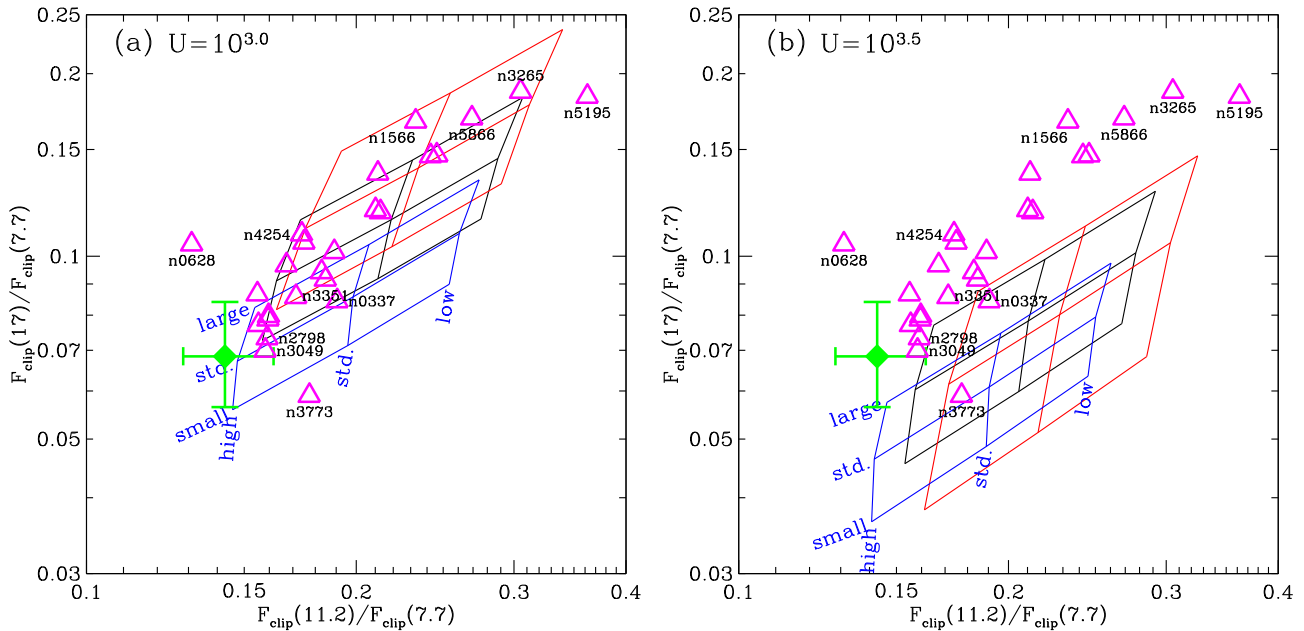 (a) U=10^3.0
0.25
0.2
0.15
0.1
0.07
0.05
0.03
F_clip(17)/F_clip(7.7)
n3265
n1566
n5866
n5195
n4254
n0628
n3351
n0337
large
n2798
n3049
std.
std.
low
small
n3773
high
0.1
0.15
0.2
0.3
0.4
F_clip(11.2)/F_clip(7.7)
(b) U=10^3.5
0.25
0.2
0.15
0.1
0.07
0.05
0.03
F_clip(17)/F_clip(7.7)
n3265
n1566
n5866
n5195
n4254
n0628
n3351
n0337
n2798
n3049
large
n3773
low
std.
std.
small
high
0.1
0.15
0.2
0.3
0.4
F_clip(11.2)/F_clip(7.7)